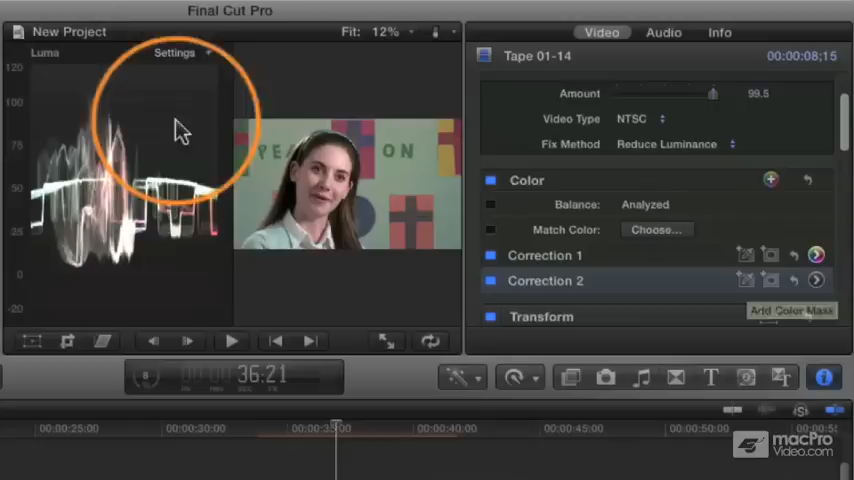 Final Cut Pro
New Project
Fit: 12%
Video
Audio
Info
Luma
Settings
Tape 01-14
00:00:08;15
120
100
75
50
25
0
-20
Amount
99.5
Video Type
NTSC
Fix Method
Reduce Luminance
Color
Balance:
Analyzed
Match Color:
Choose...
Correction 1
Correction 2
Add Color Mask
Transform
ON
8
36:21
T
00:00:25:00
00:00:30:00
00:00:35:00
00:00:40:00
00:00:45:00
00:00:50:00
macPro
Video.com